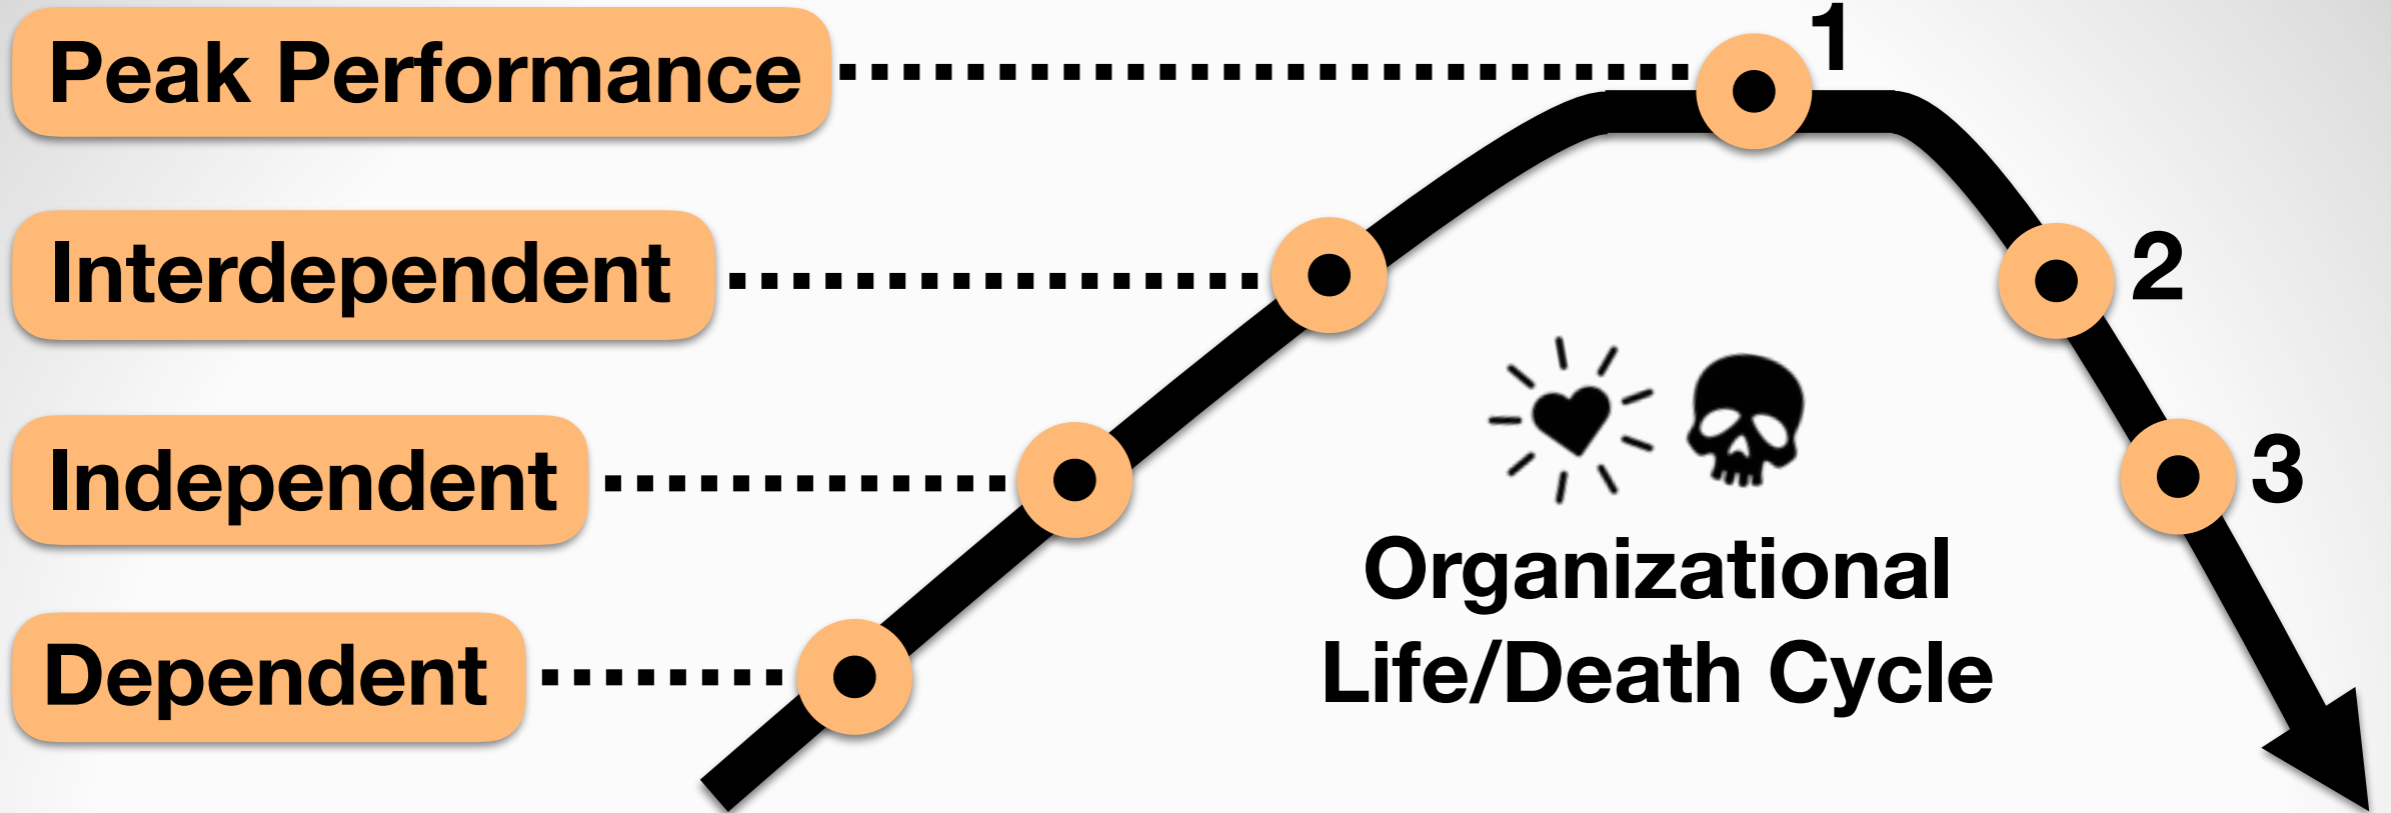 Peak Performance
1
Interdependent
2
Independent
3
Organizational
Life/Death Cycle
Dependent